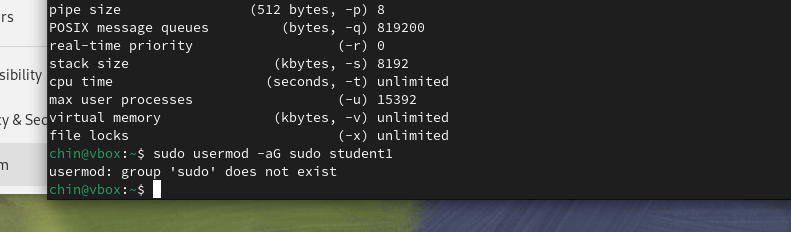 rs
sibility
y & Sec
m
pipe size (512 bytes, -p) 8
POSIX message queues (bytes, -q) 819200
real-time priority (-r) 0
stack size (kbytes, -s) 8192
cpu time (seconds, -t) unlimited
max user processes (-u) 15392
virtual memory (kbytes, -v) unlimited
file locks (-x) unlimited
chin@vbox:~$ sudo usermod -aG sudo student1
usermod: group 'sudo' does not exist
chin@vbox:~$